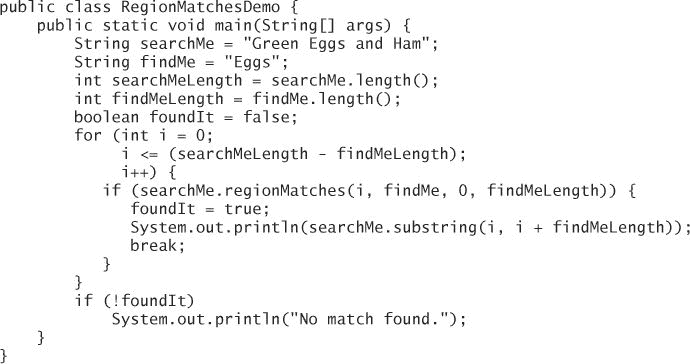 public class RegionMatchesDemo {
    public static void main(String[] args) {
        String searchMe = "Green Eggs and Ham";
        String findMe = "Eggs";
        int searchMeLength = searchMe.length();
        int findMeLength = findMe.length();
        boolean foundIt = false;
        for (int i = 0;
             i <= (searchMeLength - findMeLength);
             i++) {
           if (searchMe.regionMatches(i, findMe, 0, findMeLength)) {
              foundIt = true;
              System.out.println(searchMe.substring(i, i + findMeLength));
              break;
           }
        }
        if (!foundIt)
            System.out.println("No match found.");
    }
}